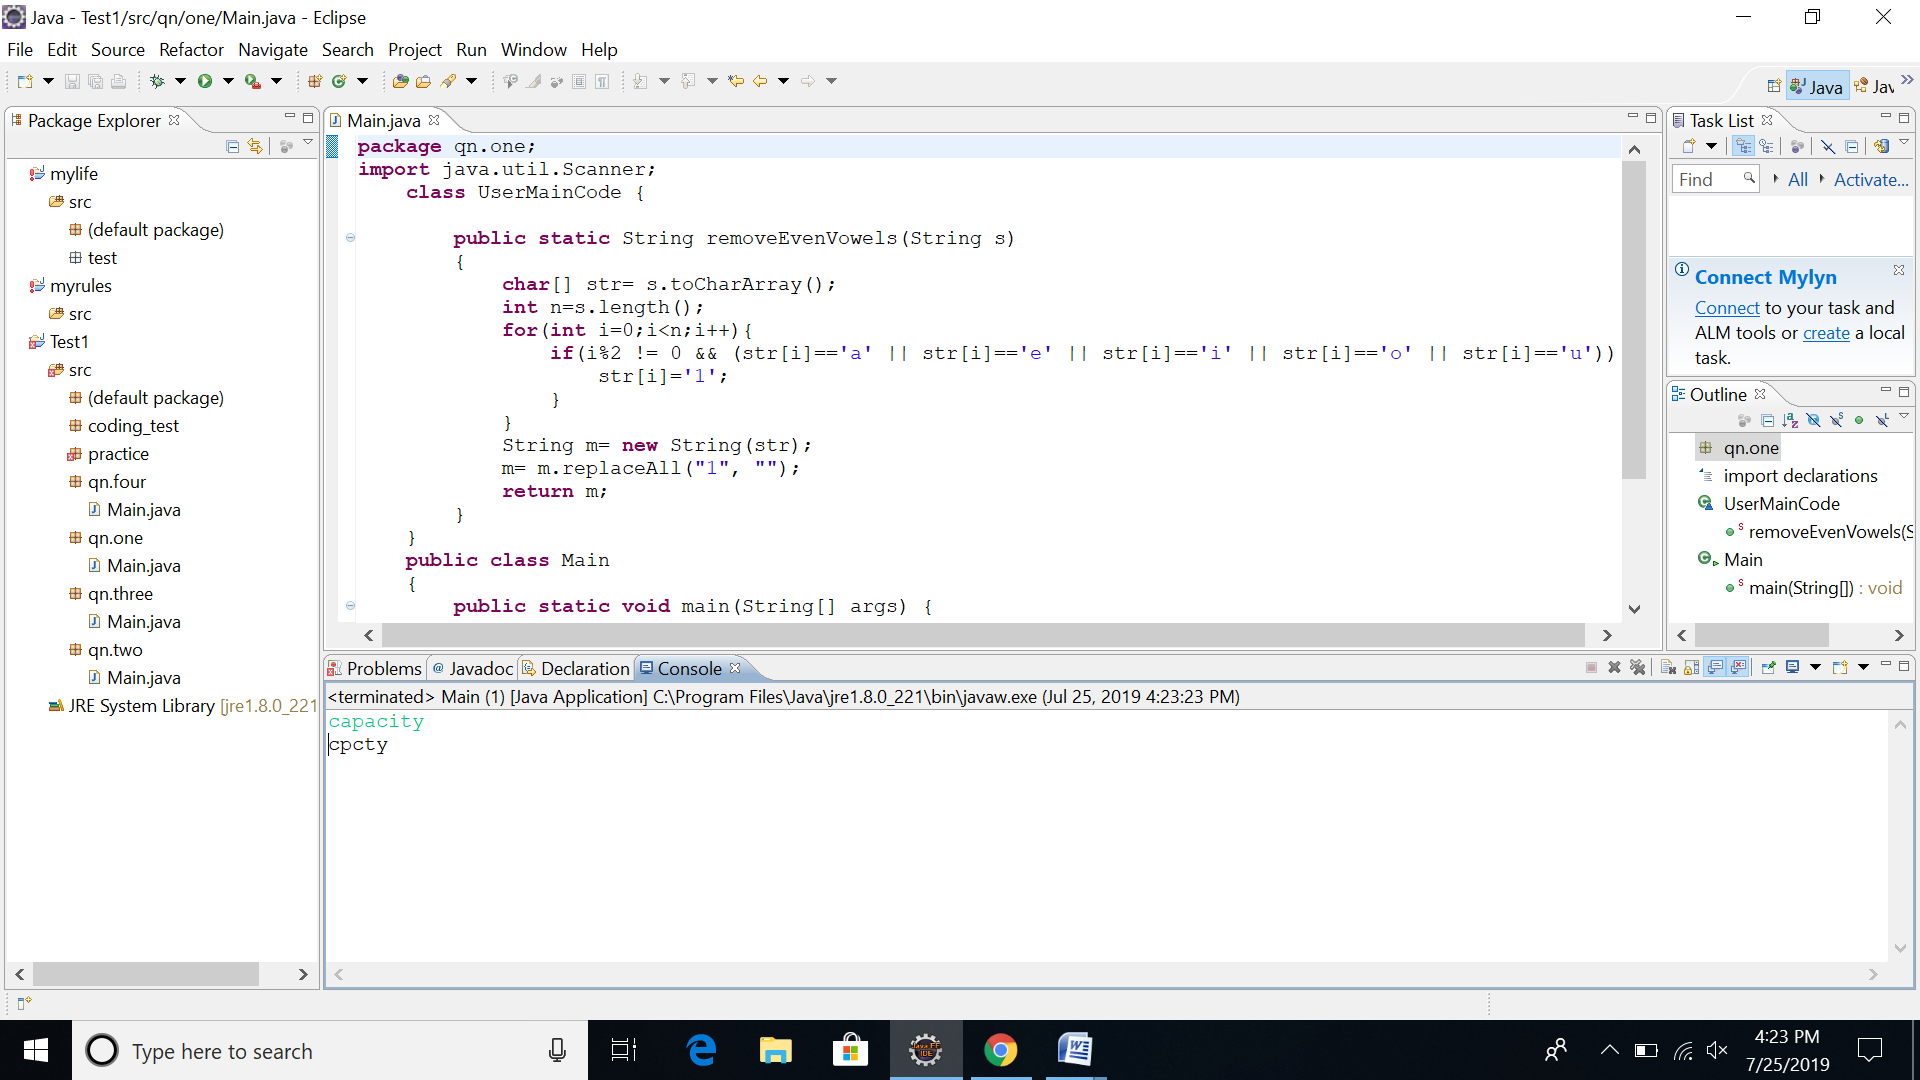 Java - Test1/src/qn/one/Main.java - Eclipse
File Edit Source Refactor Navigate Search Project Run Window Help
Java
Jav
Package Explorer
mylife
src
(default package)
test
myrules
src
Test1
src
(default package)
coding_test
practice
qn.four
Main.java
qn.one
Main.java
qn.three
Main.java
qn.two
Main.java
JRE System Library [jre1.8.0_221
Main.java
package qn.one;
import java.util.Scanner;
class UserMainCode {
public static String removeEvenVowels(String s)
{
char[] str= s.toCharArray();
int n=s.length();
for(int i=0;i<n;i++){
if(i%2 != 0 && (str[i]=='a' || str[i]=='e' || str[i]=='i' || str[i]=='o' || str[i]=='u'))
str[i]='1';
}
}
String m= new String(str);
m= m.replaceAll("1", "");
return m;
}
}
public class Main
{
public static void main(String[] args) {
Task List
Find All Activate...
Connect Mylyn
Connect to your task and
ALM tools or create a local
task.
Outline
qn.one
import declarations
UserMainCode
removeEvenVowels(S
Main
main(String[]) : void
Problems @ Javadoc Declaration Console
<terminated> Main (1) [Java Application] C:\Program Files\Java\jre1.8.0_221\bin\javaw.exe (Jul 25, 2019 4:23:23 PM)
capacity
cpcty
Type here to search
4:23 PM
7/25/2019